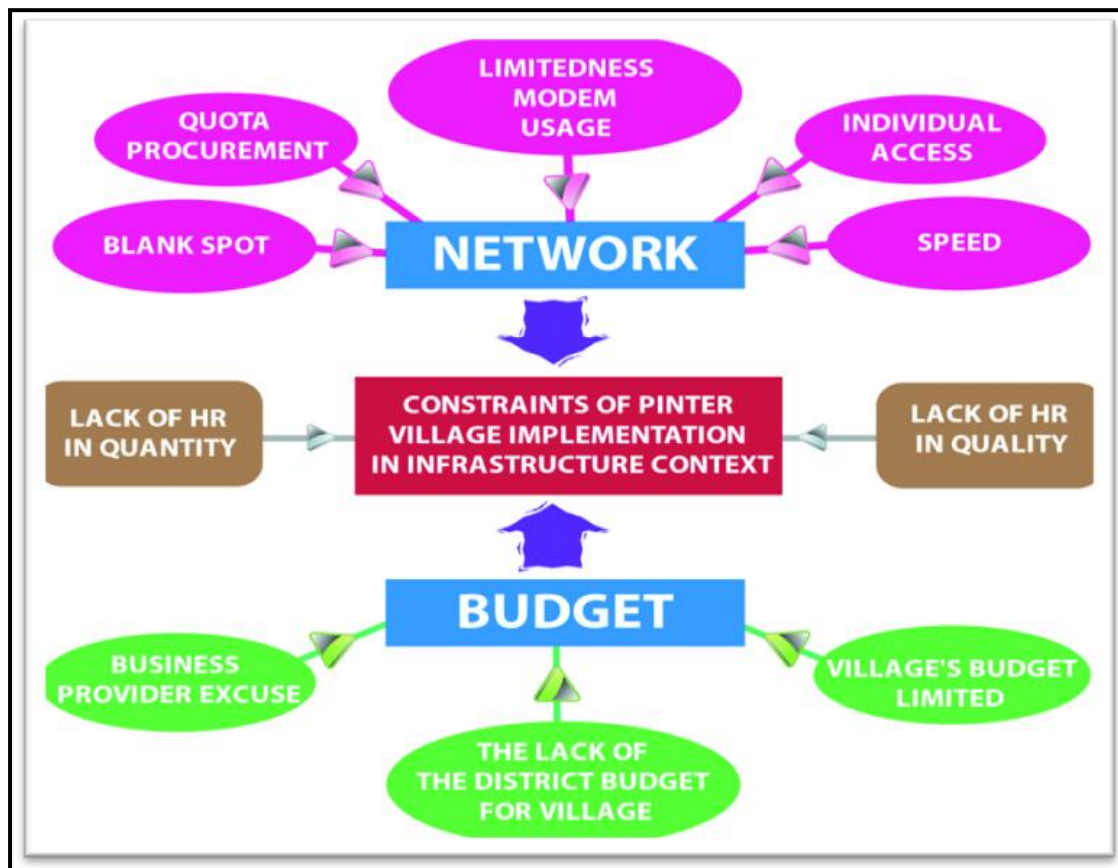 LIMITEDNESS
MODEM
USAGE
QUOTA
PROCUREMENT
INDIVIDUAL
ACCESS
BLANK SPOT
NETWORK
SPEED
LACK OF HR
IN QUANTITY
CONSTRAINTS OF PINTER
VILLAGE IMPLEMENTATION
IN INFRASTRUCTURE CONTEXT
LACK OF HR
IN QUALITY
BUDGET
BUSINESS
PROVIDER EXCUSE
VILLAGE'S BUDGET
LIMITED
THE LACK OF
THE DISTRICT BUDGET
FOR VILLAGE